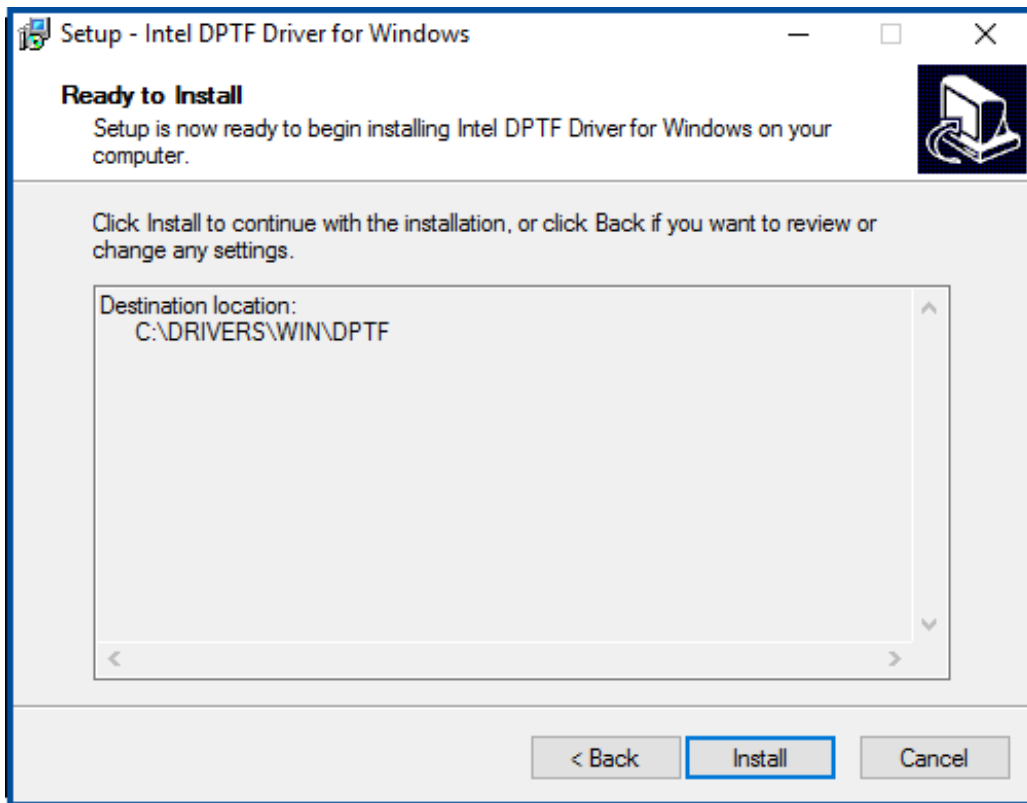 Setup - Intel DPTF Driver for Windows
Ready to Install
Setup is now ready to begin installing Intel DPTF Driver for Windows on your
computer.
Click Install to continue with the installation, or click Back if you want to review or
change any settings.
Destination location:
C:\DRIVERS\WIN\DPTF
< Back
Install
Cancel